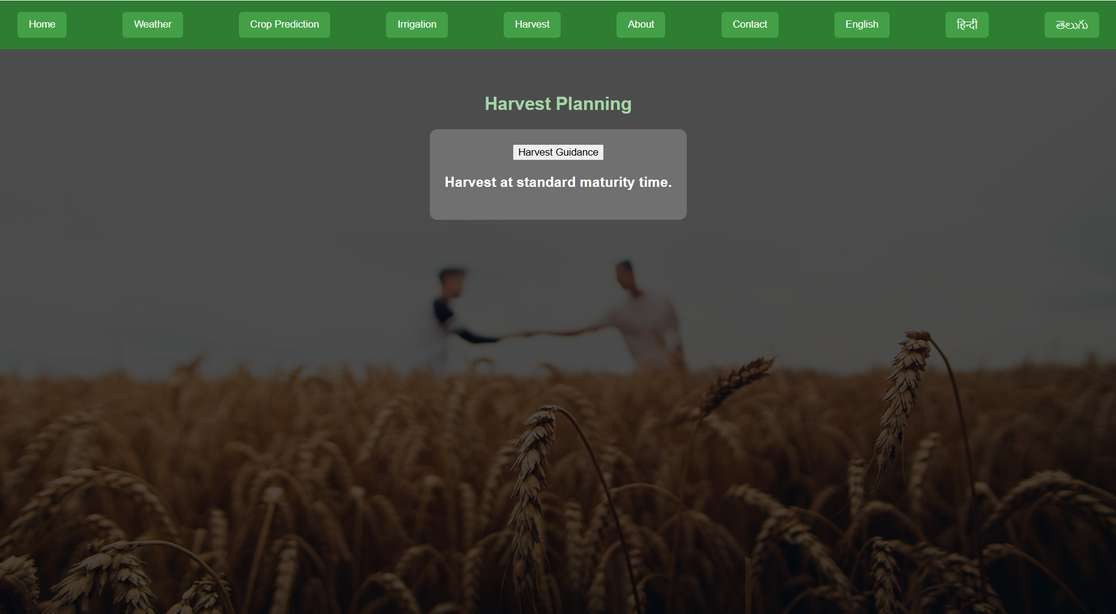 Home Weather Crop Prediction Irrigation Harvest About Contact English हिन्दी తెలుగు
Harvest Planning
Harvest Guidance
Harvest at standard maturity time.